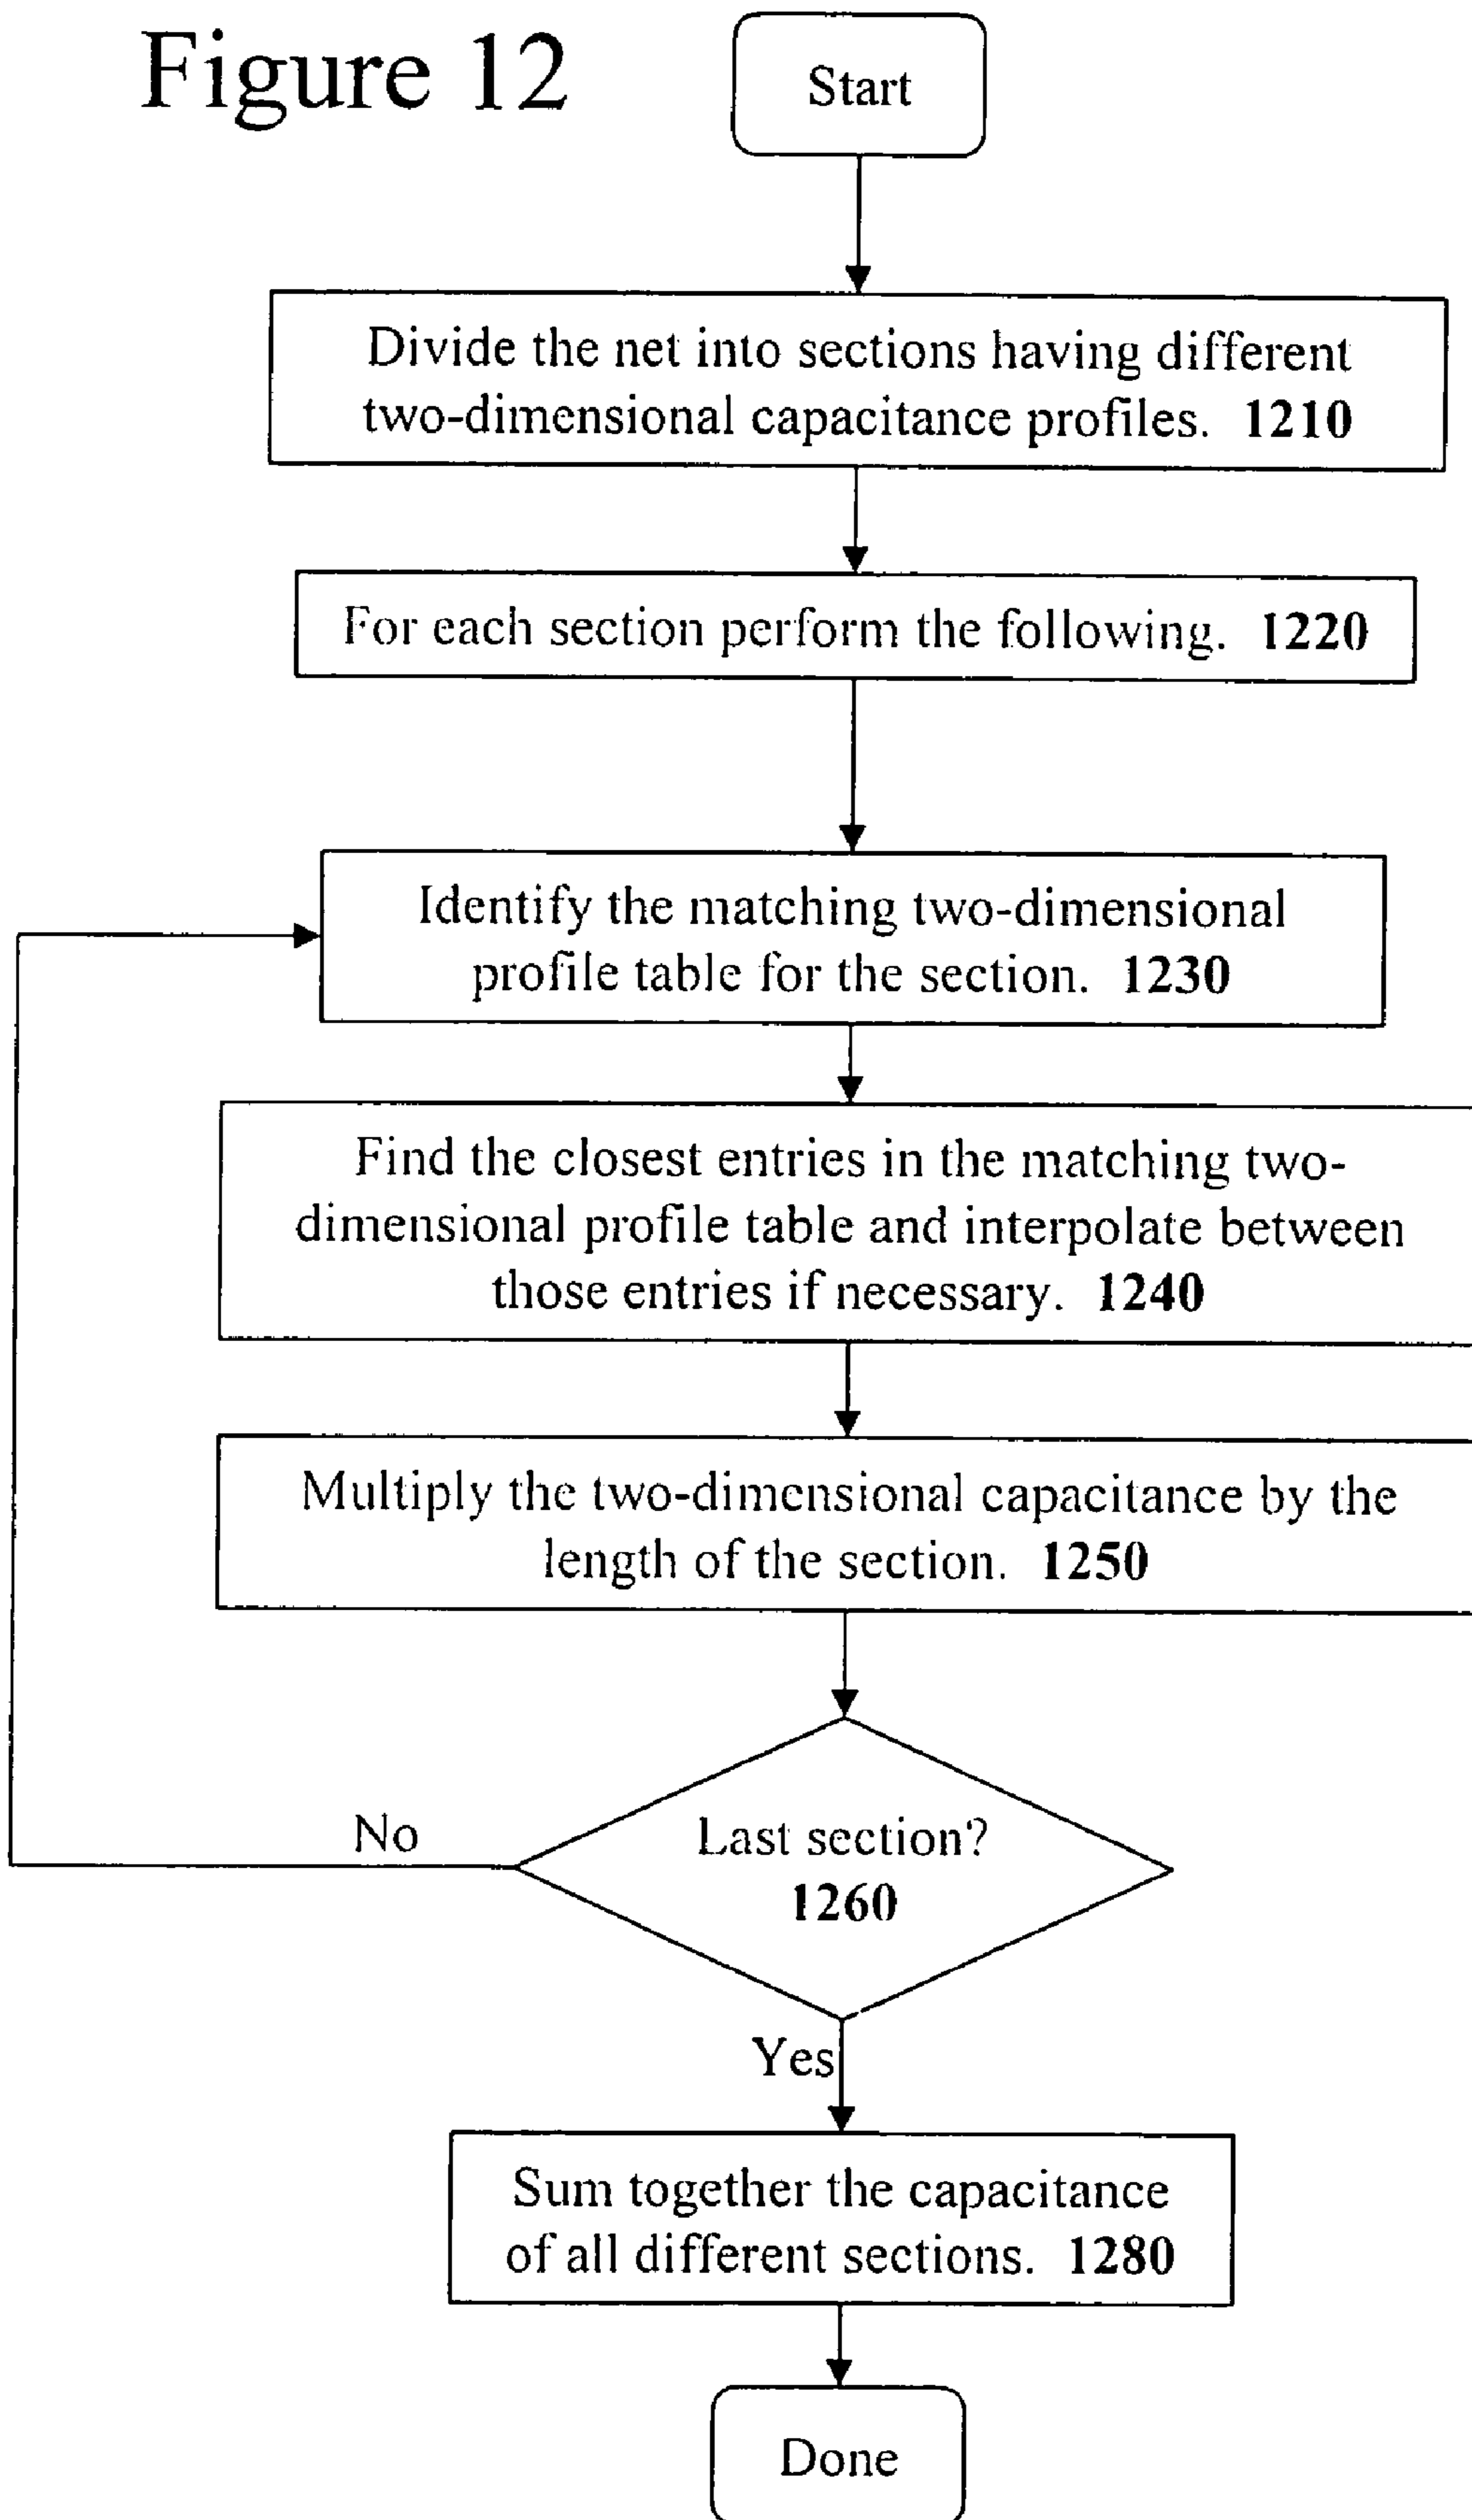 Figure 12
Start
Divide the net into sections having different
two-dimensional capacitance profiles. 1210
For each section perform the following. 1220
Identify the matching two-dimensional
profile table for the section. 1230
Find the closest entries in the matching two-
dimensional profile table and interpolate between
those entries if necessary. 1240
Multiply the two-dimensional capacitance by the
length of the section. 1250
Last section?
1260
No
Yes
Sum together the capacitance
of all different sections. 1280
Done